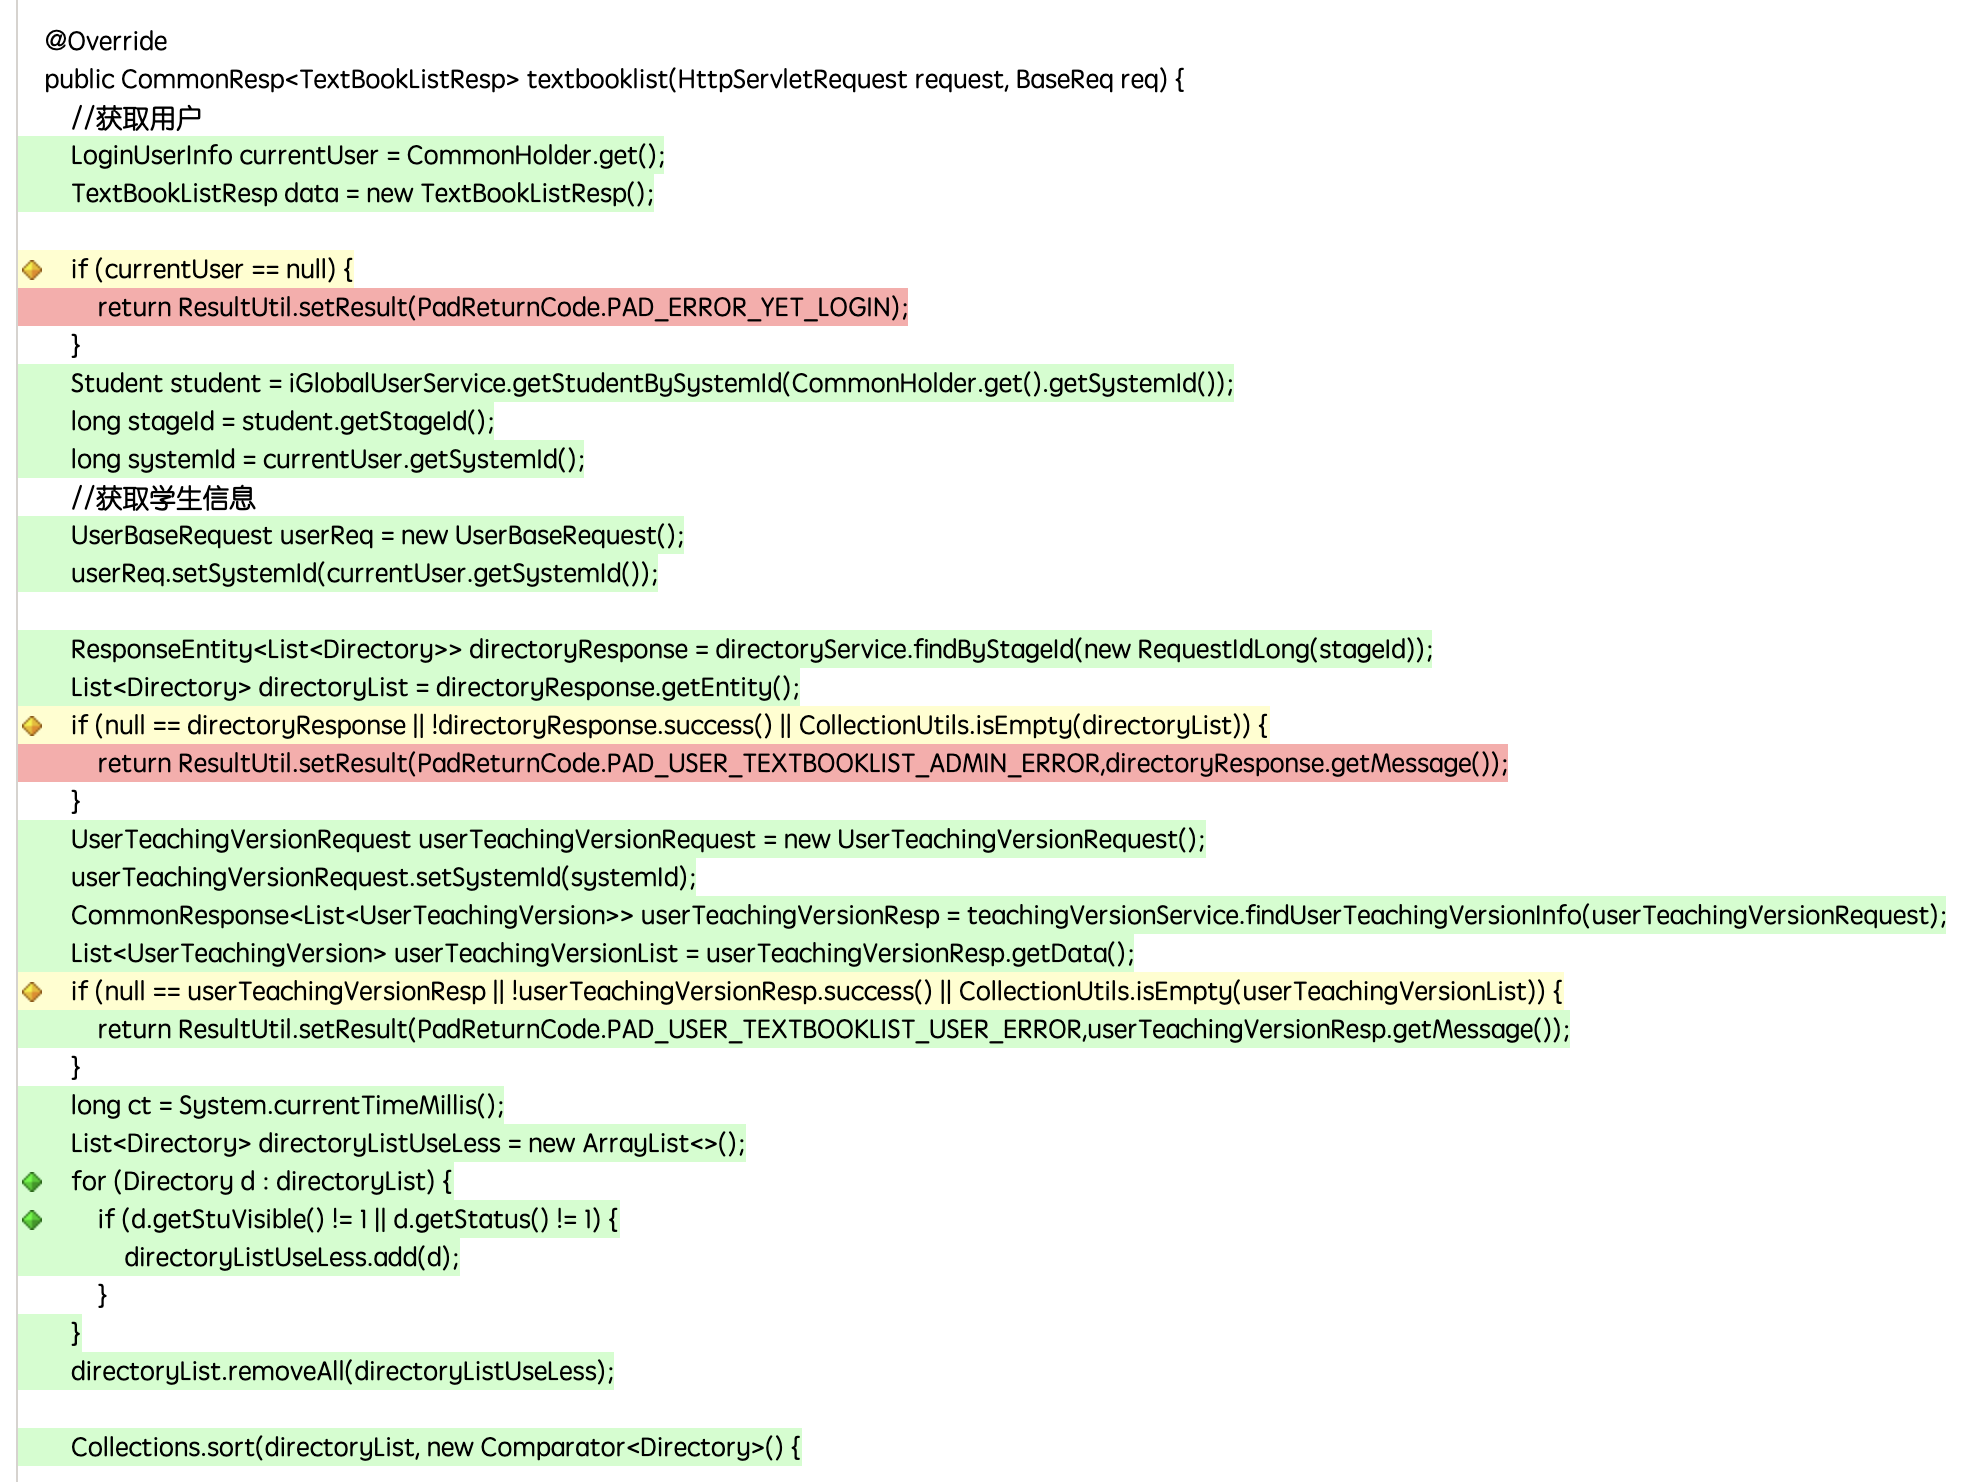 @Override
public CommonResp<TextBookListResp> textbooklist(HttpServletRequest request, BaseReq req) {
//获取用户
LoginUserInfo currentUser = CommonHolder.get();
TextBookListResp data = new TextBookListResp();
if (currentUser == null) {
return ResultUtil.setResult(PadReturnCode.PAD_ERROR_YET_LOGIN);
}
Student student = iGlobalUserService.getStudentBySystemId(CommonHolder.get().getSystemId());
long stageId = student.getStageId();
long systemId = currentUser.getSystemId();
//获取学生信息
UserBaseRequest userReq = new UserBaseRequest();
userReq.setSystemId(currentUser.getSystemId());
ResponseEntity<List<Directory>> directoryResponse = directoryService.findByStageId(new RequestIdLong(stageId));
List<Directory> directoryList = directoryResponse.getEntity();
if (null == directoryResponse || !directoryResponse.success() || CollectionUtils.isEmpty(directoryList)) {
return ResultUtil.setResult(PadReturnCode.PAD_USER_TEXTBOOKLIST_ADMIN_ERROR,directoryResponse.getMessage());
}
UserTeachingVersionRequest userTeachingVersionRequest = new UserTeachingVersionRequest();
userTeachingVersionRequest.setSystemId(systemId);
CommonResponse<List<UserTeachingVersion>> userTeachingVersionResp = teachingVersionService.findUserTeachingVersionInfo(userTeachingVersionRequest);
List<UserTeachingVersion> userTeachingVersionList = userTeachingVersionResp.getData();
if (null == userTeachingVersionResp || !userTeachingVersionResp.success() || CollectionUtils.isEmpty(userTeachingVersionList)) {
return ResultUtil.setResult(PadReturnCode.PAD_USER_TEXTBOOKLIST_USER_ERROR,userTeachingVersionResp.getMessage());
}
long ct = System.currentTimeMillis();
List<Directory> directoryListUseLess = new ArrayList<>();
for (Directory d : directoryList) {
if (d.getStuVisible() != 1 || d.getStatus() != 1) {
directoryListUseLess.add(d);
}
}
directoryList.removeAll(directoryListUseLess);
Collections.sort(directoryList, new Comparator<Directory>() {